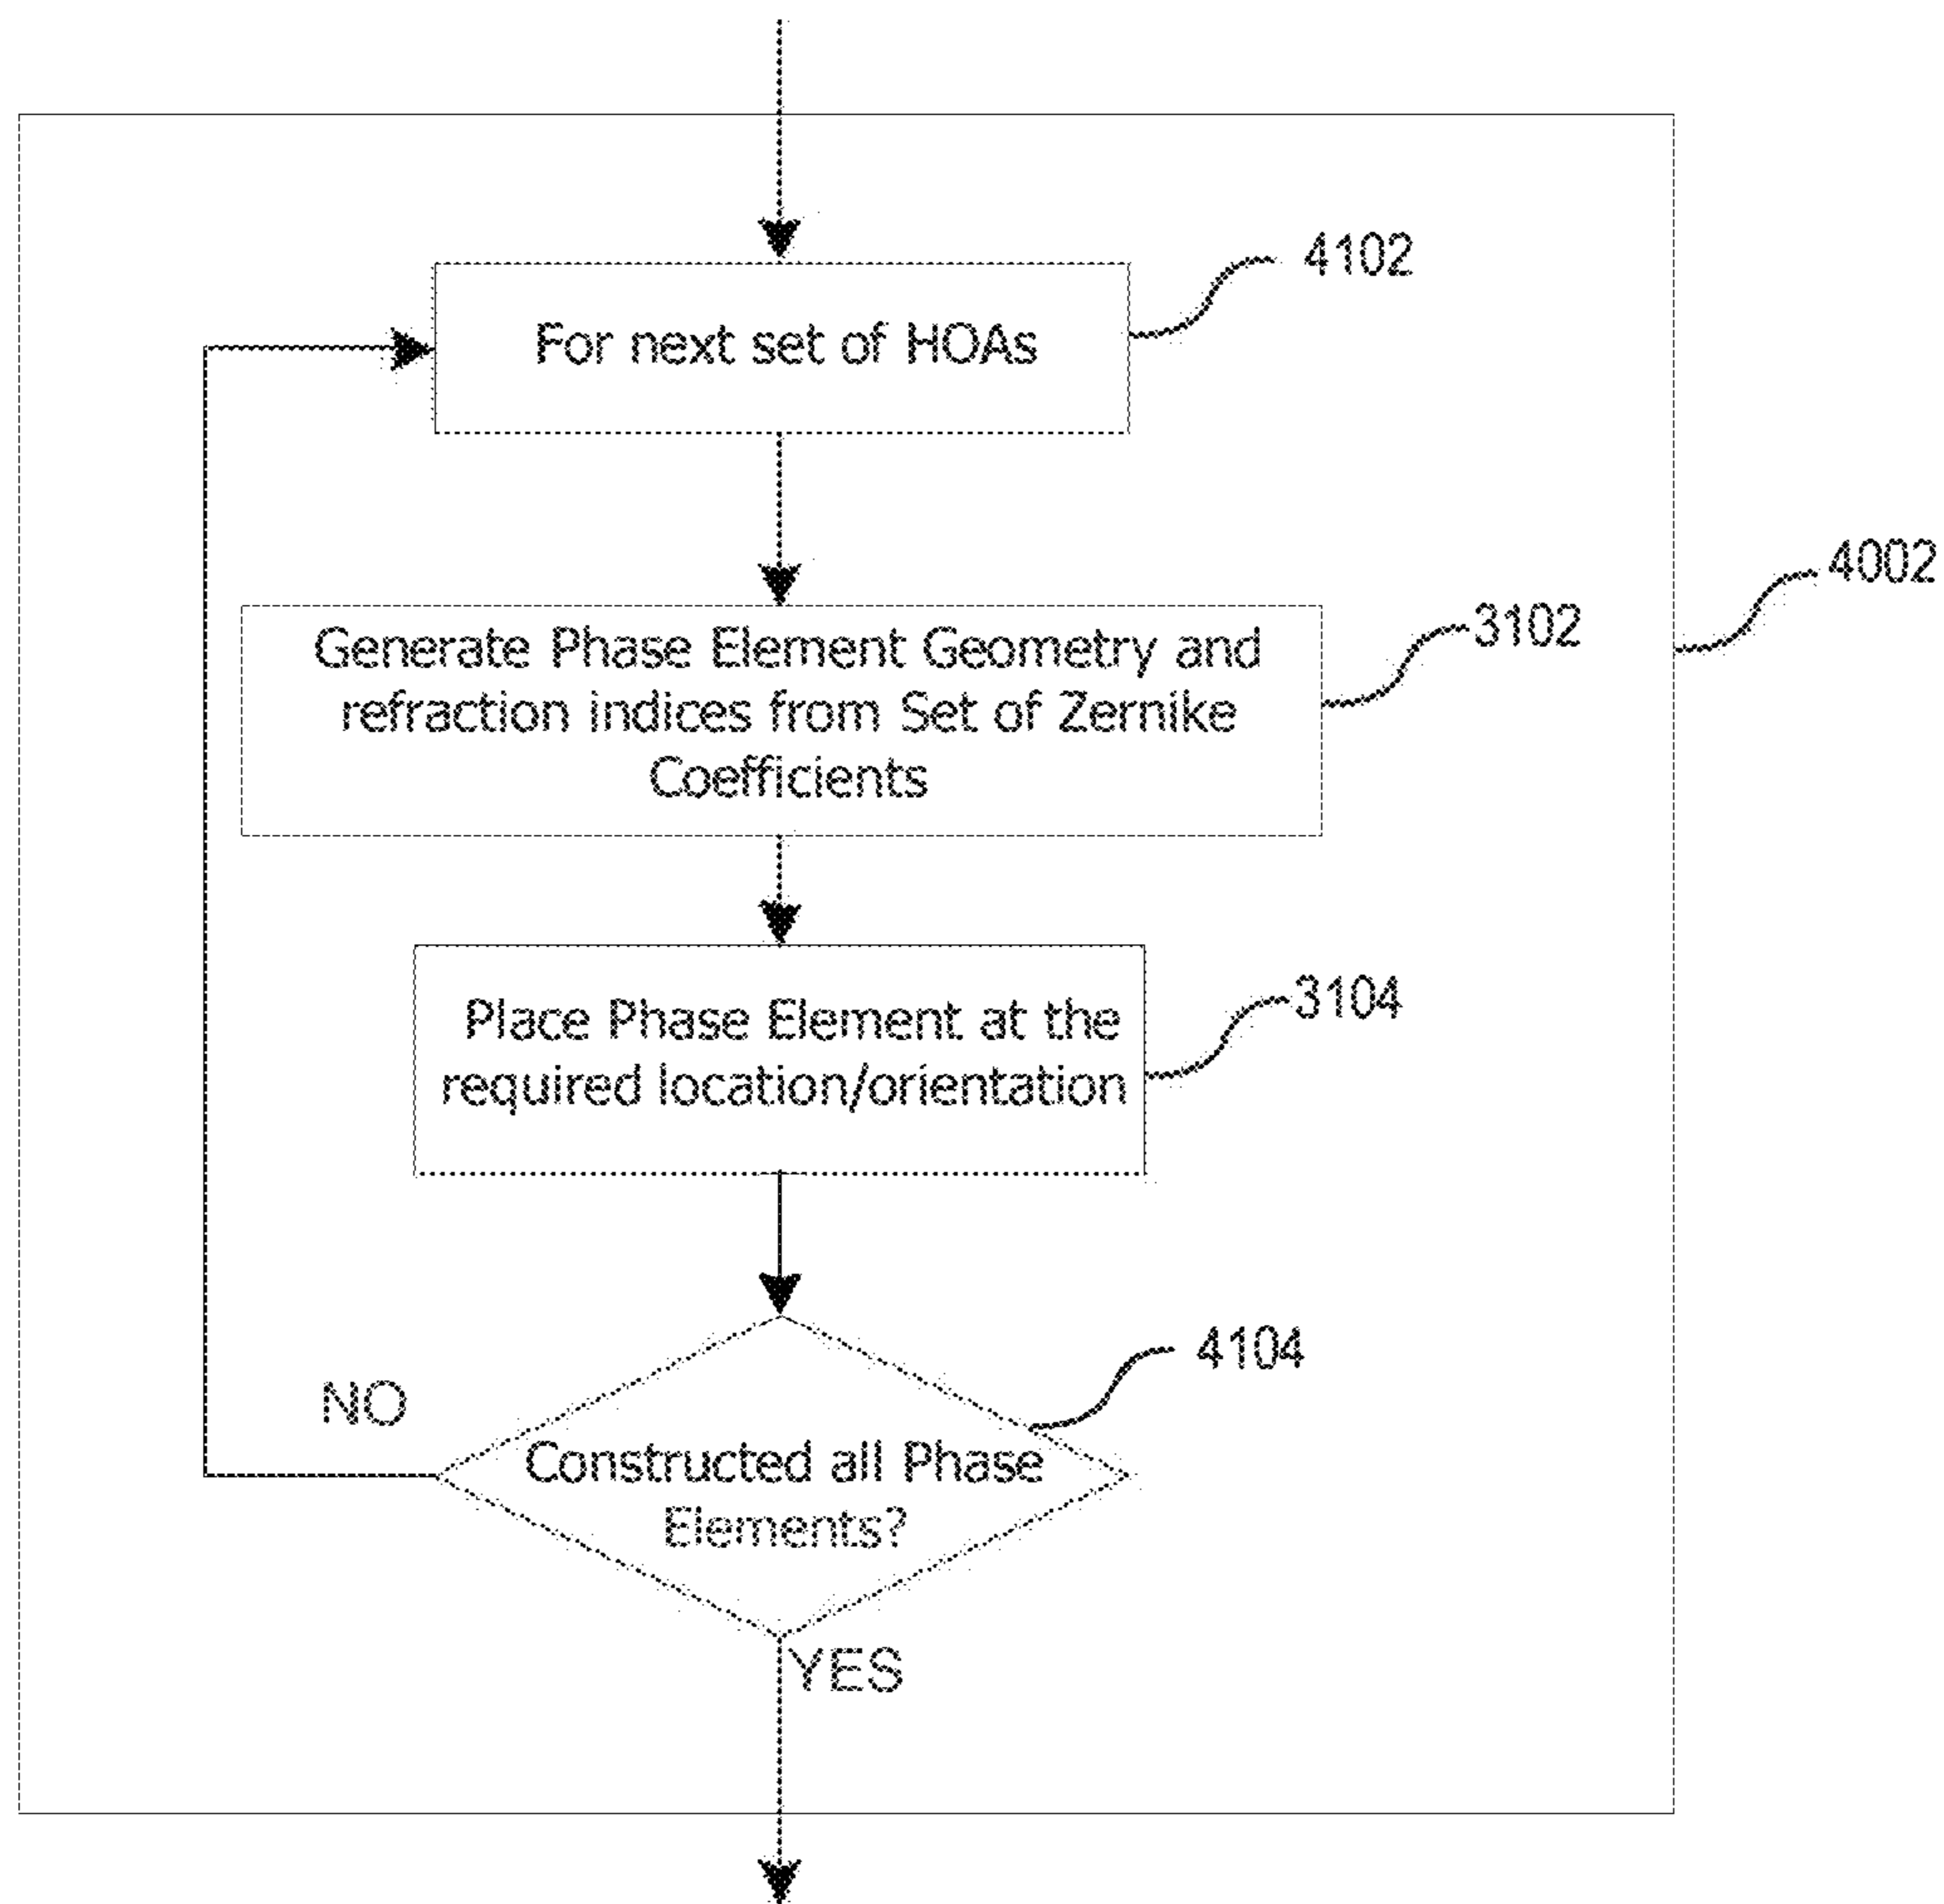 4102
For next set of HOAs
4002
3102
Generate Phase Element Geometry and
refraction indices from Set of Zernike
Coefficients
3104
Place Phase Element at the
required location/orientation
4104
NO
Constructed all Phase
Elements?
YES